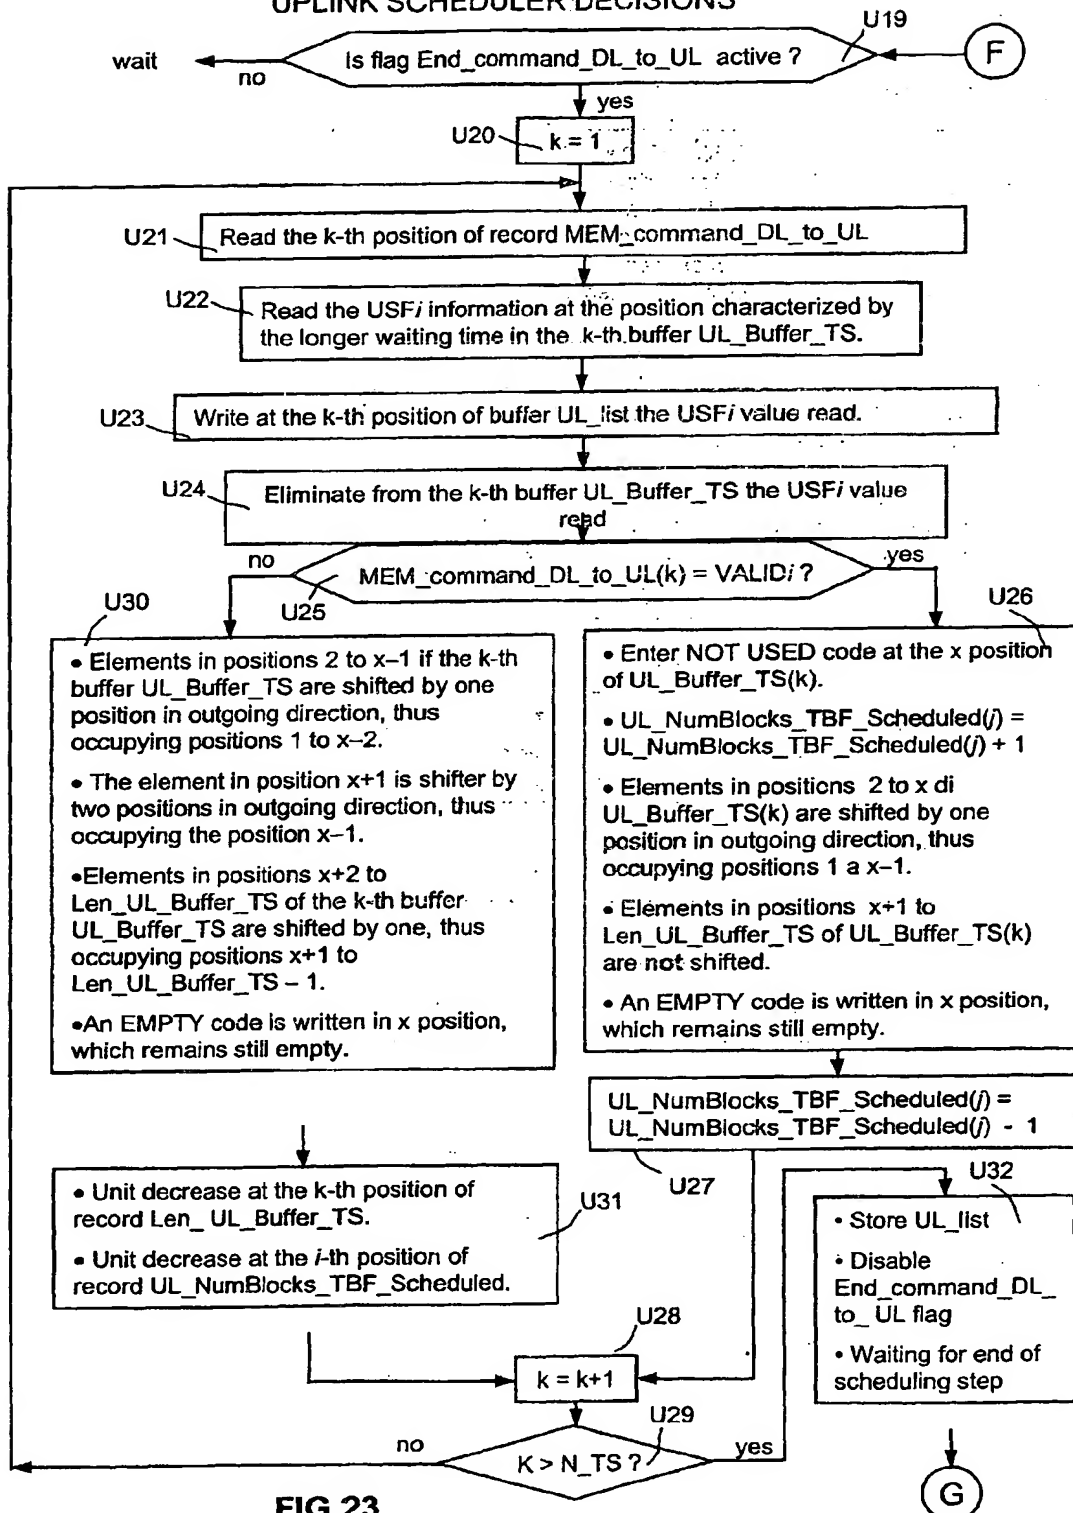 UPLINK SCHEDULER DECISIONS
U19
F
wait
no
Is flag End_command_DL_to_UL active ?
yes
U20
k = 1
U21
Read the k-th position of record MEM_command_DL_to_UL
U22
Read the USFi information at the position characterized by
the longer waiting time in the k-th buffer UL_Buffer_TS.
U23
Write at the k-th position of buffer UL_list the USFi value read.
U24
Eliminate from the k-th buffer UL_Buffer_TS the USFi value
read
no
MEM_command_DL_to_UL(k) = VALIDi ?
yes
U25
U30
• Elements in positions 2 to x–1 if the k-th
buffer UL_Buffer_TS are shifted by one
position in outgoing direction, thus
occupying positions 1 to x–2.
• The element in position x+1 is shifter by
two positions in outgoing direction, thus
occupying the position x–1.
•Elements in positions x+2 to
Len_UL_Buffer_TS of the k-th buffer
UL_Buffer_TS are shifted by one, thus
occupying positions x+1 to
Len_UL_Buffer_TS – 1.
•An EMPTY code is written in x position,
which remains still empty.
U26
• Enter NOT USED code at the x position
of UL_Buffer_TS(k).
• UL_NumBlocks_TBF_Scheduled(j) =
UL_NumBlocks_TBF_Scheduled(j) + 1
• Elements in positions 2 to x di
UL_Buffer_TS(k) are shifted by one
position in outgoing direction, thus
occupying positions 1 a x–1.
• Elements in positions x+1 to
Len_UL_Buffer_TS of UL_Buffer_TS(k)
are not shifted.
• An EMPTY code is written in x position,
which remains still empty.
UL_NumBlocks_TBF_Scheduled(j) =
UL_NumBlocks_TBF_Scheduled(j) - 1
U27
• Unit decrease at the k-th position of
record Len_ UL_Buffer_TS.
• Unit decrease at the i-th position of
record UL_NumBlocks_TBF_Scheduled.
U31
U32
• Store UL_list
• Disable
End_command_DL_
to_ UL flag
• Waiting for end of
scheduling step
U28
k = k+1
U29
no
K > N_TS ?
yes
G
FIG.23